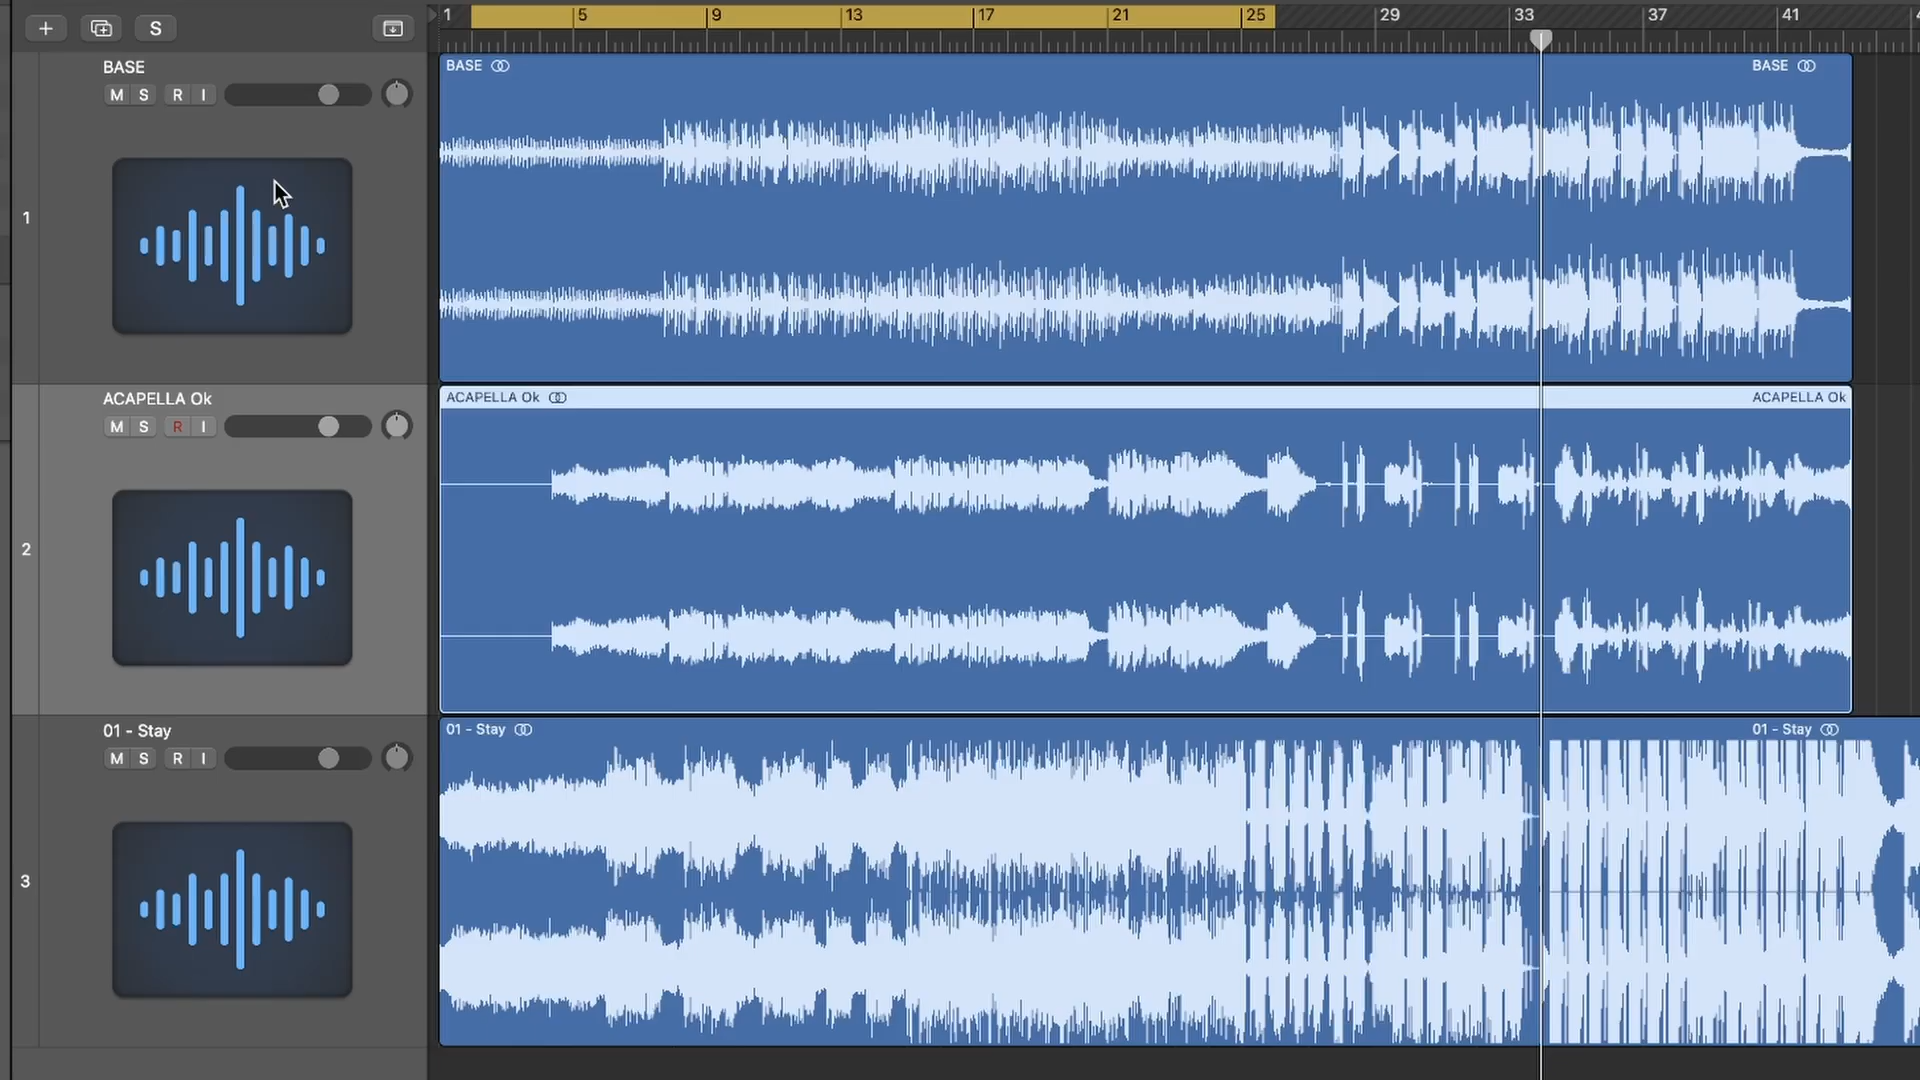 S
1 5 9 13 17 21 25 29 33 37 41
BASE
M S R I
1
BASE BASE
ACAPELLA Ok
M S R I
2
ACAPELLA Ok ACAPELLA Ok
01 - Stay
M S R I
3
01 - Stay 01 - Stay